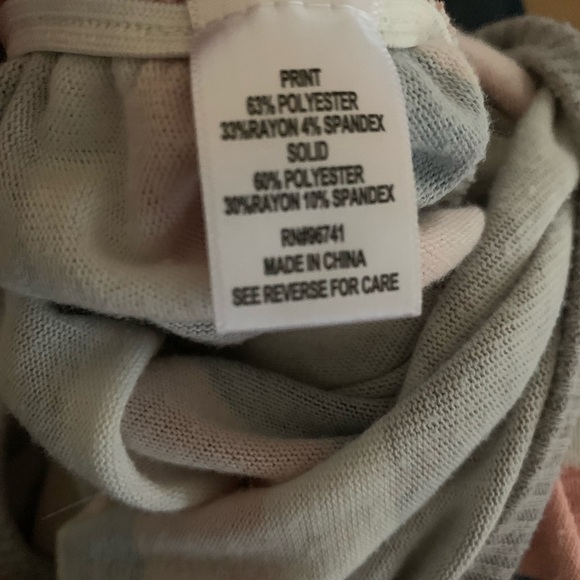 PRINT
63% POLYESTER
33%RAYON 4% SPANDEX
SOLID
60% POLYESTER
30%RAYON 10% SPANDEX
RN#96741
MADE IN CHINA
SEE REVERSE FOR CARE